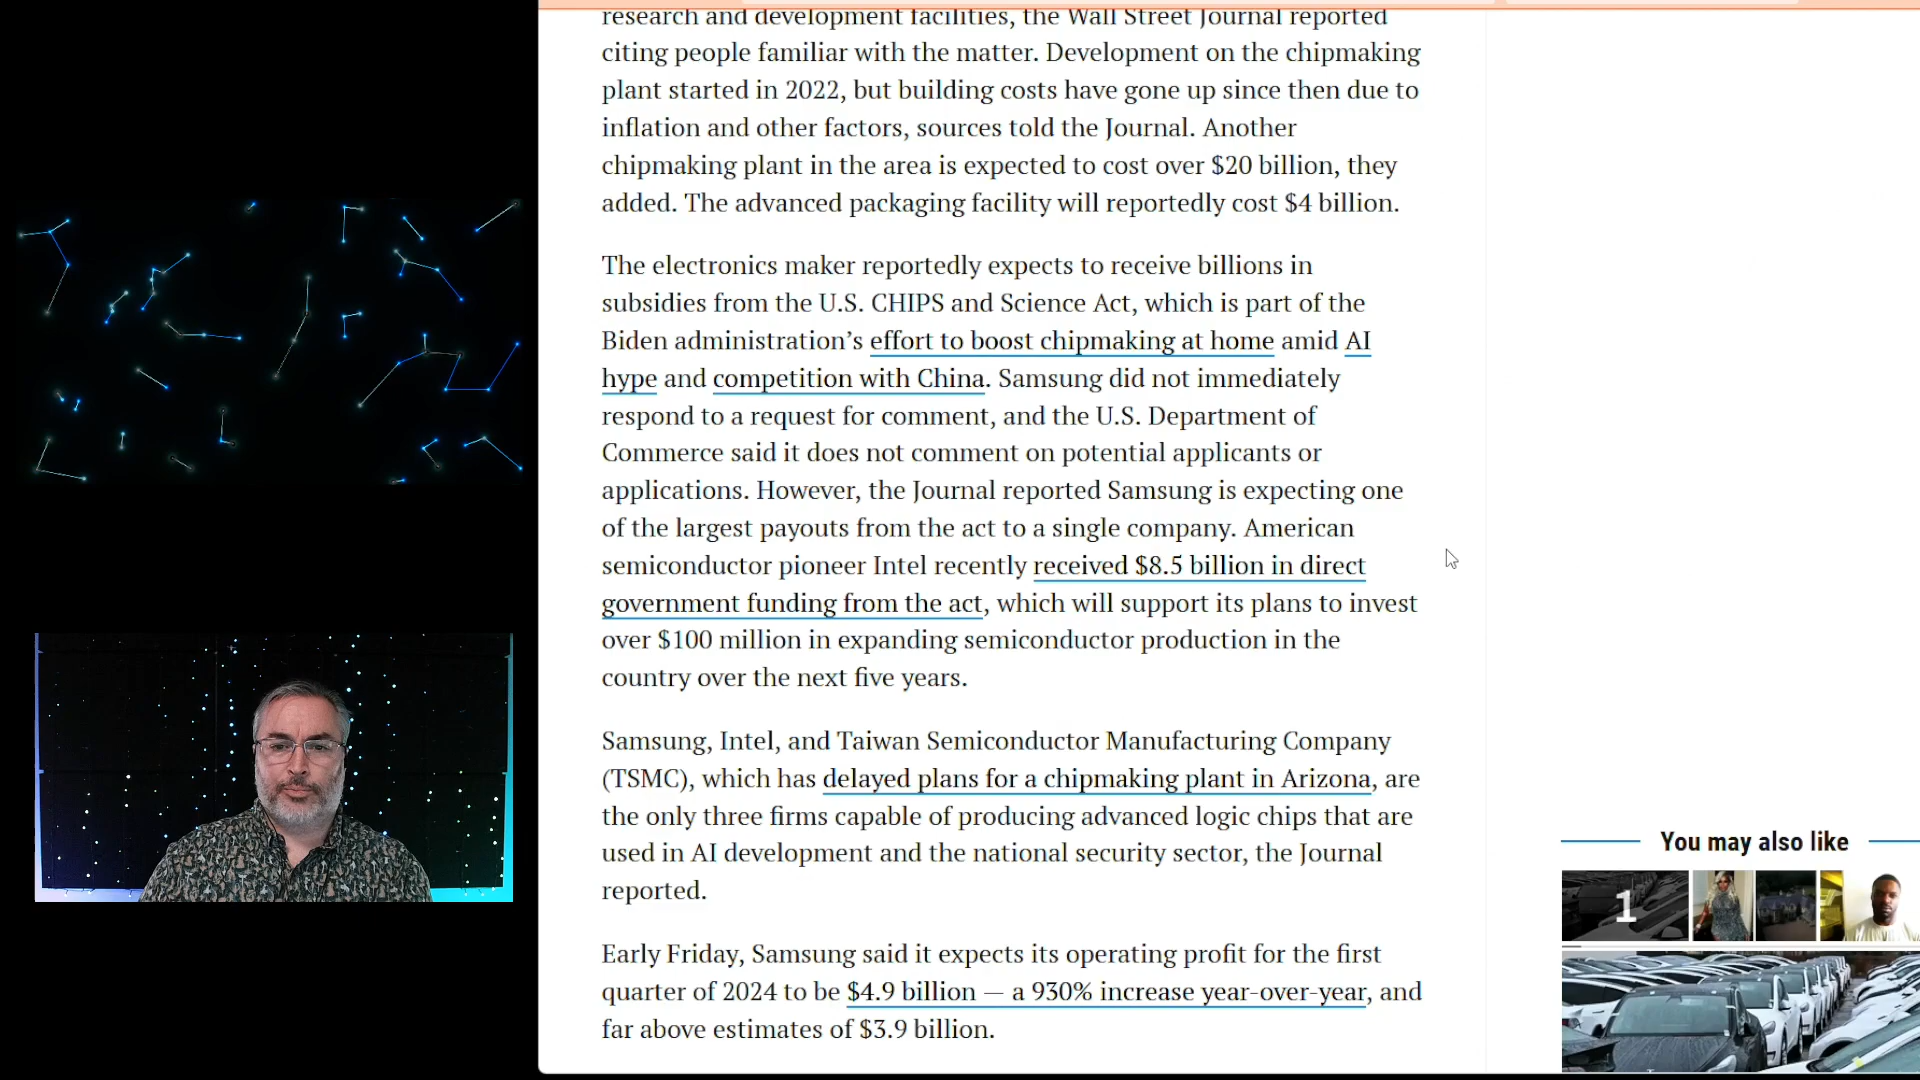 research and development facilities, the Wall Street Journal reported
citing people familiar with the matter. Development on the chipmaking
plant started in 2022, but building costs have gone up since then due to
inflation and other factors, sources told the Journal. Another
chipmaking plant in the area is expected to cost over $20 billion, they
added. The advanced packaging facility will reportedly cost $4 billion.
The electronics maker reportedly expects to receive billions in
subsidies from the U.S. CHIPS and Science Act, which is part of the
Biden administration’s effort to boost chipmaking at home amid AI
hype and competition with China. Samsung did not immediately
respond to a request for comment, and the U.S. Department of
Commerce said it does not comment on potential applicants or
applications. However, the Journal reported Samsung is expecting one
of the largest payouts from the act to a single company. American
semiconductor pioneer Intel recently received $8.5 billion in direct
government funding from the act, which will support its plans to invest
over $100 million in expanding semiconductor production in the
country over the next five years.
Samsung, Intel, and Taiwan Semiconductor Manufacturing Company
(TSMC), which has delayed plans for a chipmaking plant in Arizona, are
the only three firms capable of producing advanced logic chips that are
used in AI development and the national security sector, the Journal
reported.
Early Friday, Samsung said it expects its operating profit for the first
quarter of 2024 to be $4.9 billion — a 930% increase year-over-year, and
far above estimates of $3.9 billion.
You may also like
1